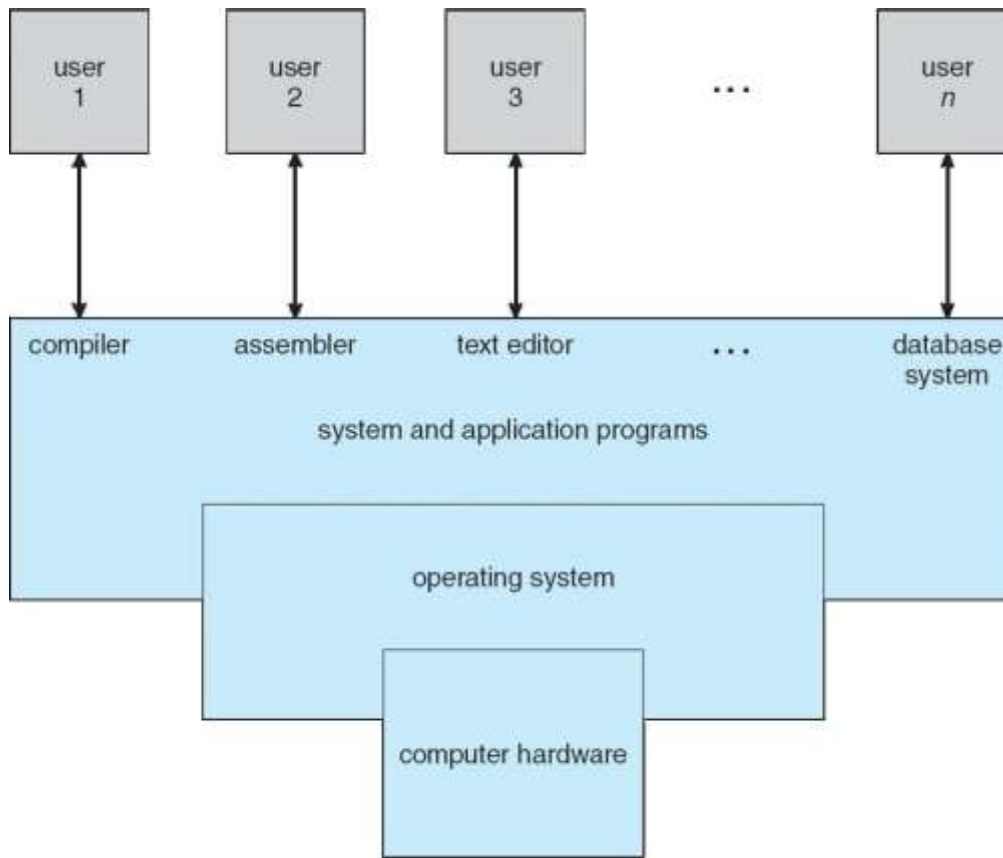 user
1
user
2
user
3
...
user
n
compiler
assembler
text editor
...
database
system
system and application programs
operating system
computer hardware